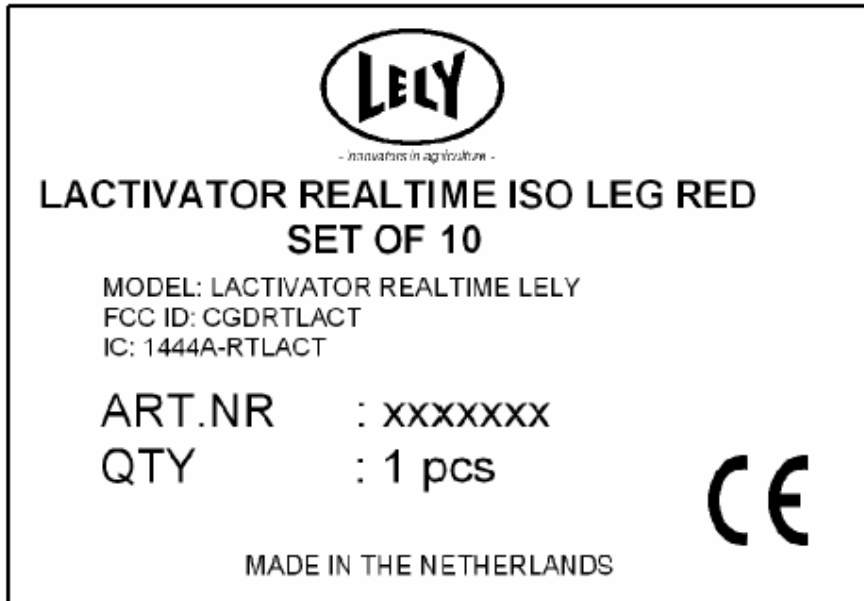 LELY
- innovators in agriculture -
LACTIVATOR REALTIME ISO LEG RED
SET OF 10
MODEL: LACTIVATOR REALTIME LELY
FCC ID: CGDRTLACT
IC: 1444A-RTLACT
ART.NR : xxxxxxx
QTY : 1 pcs
CE
MADE IN THE NETHERLANDS